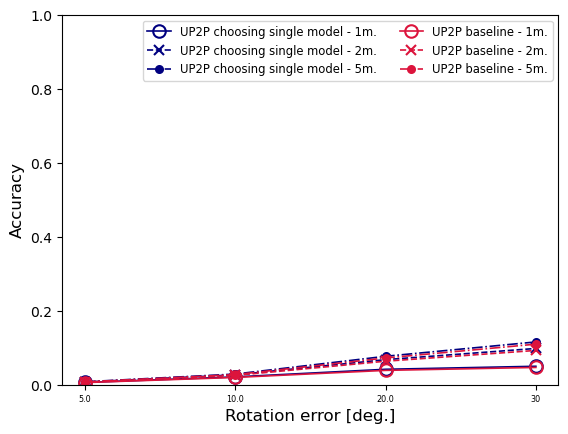 UP2P choosing single model - 1m.
UP2P choosing single model - 2m.
UP2P choosing single model - 5m.
UP2P baseline - 1m.
UP2P baseline - 2m.
UP2P baseline - 5m.
1.0
0.8
0.6
0.4
0.2
0.0
Accuracy
5.0 10.0 20.0 30
Rotation error [deg.]